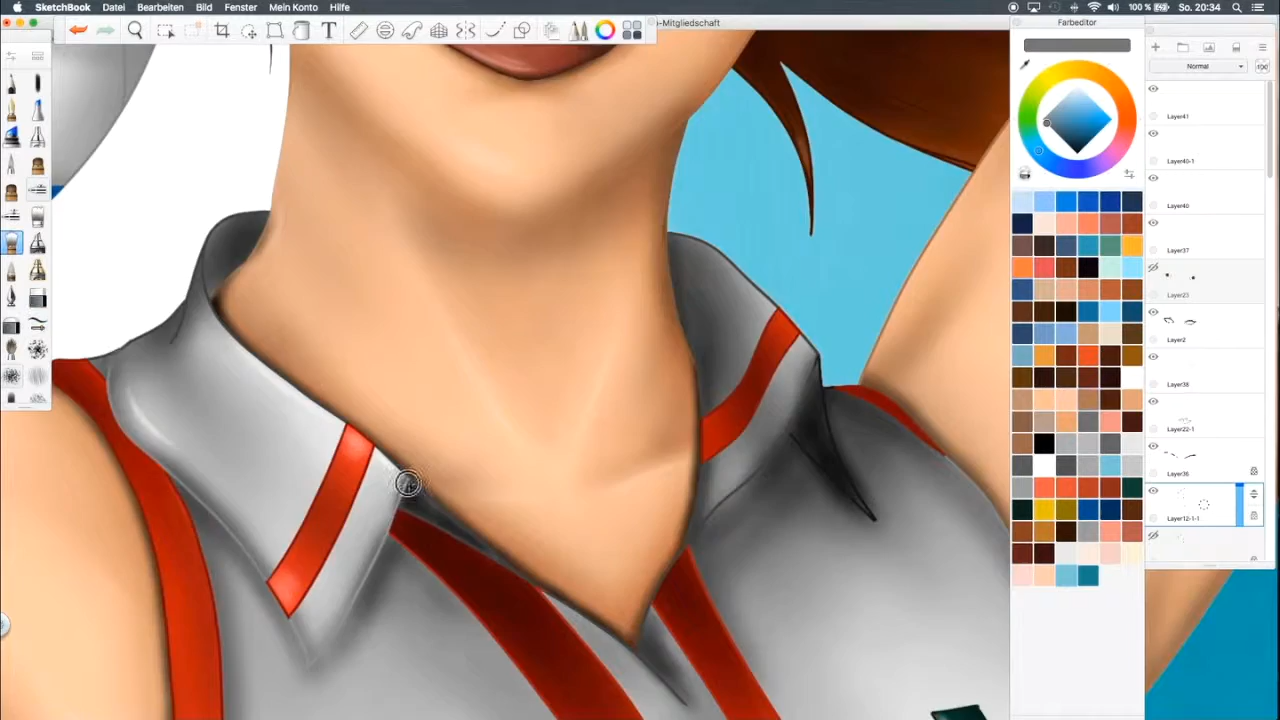 SketchBook Datei Bearbeiten Bild Fenster Mein Konto Hilfe 100 % So. 20:34
-Mitgliedschaft
Farbeditor
T
Normal
100
Layer41
Layer40-1
Layer40
Layer37
Layer23
Layer2
Layer38
Layer22-1
Layer36
Layer12-1-1